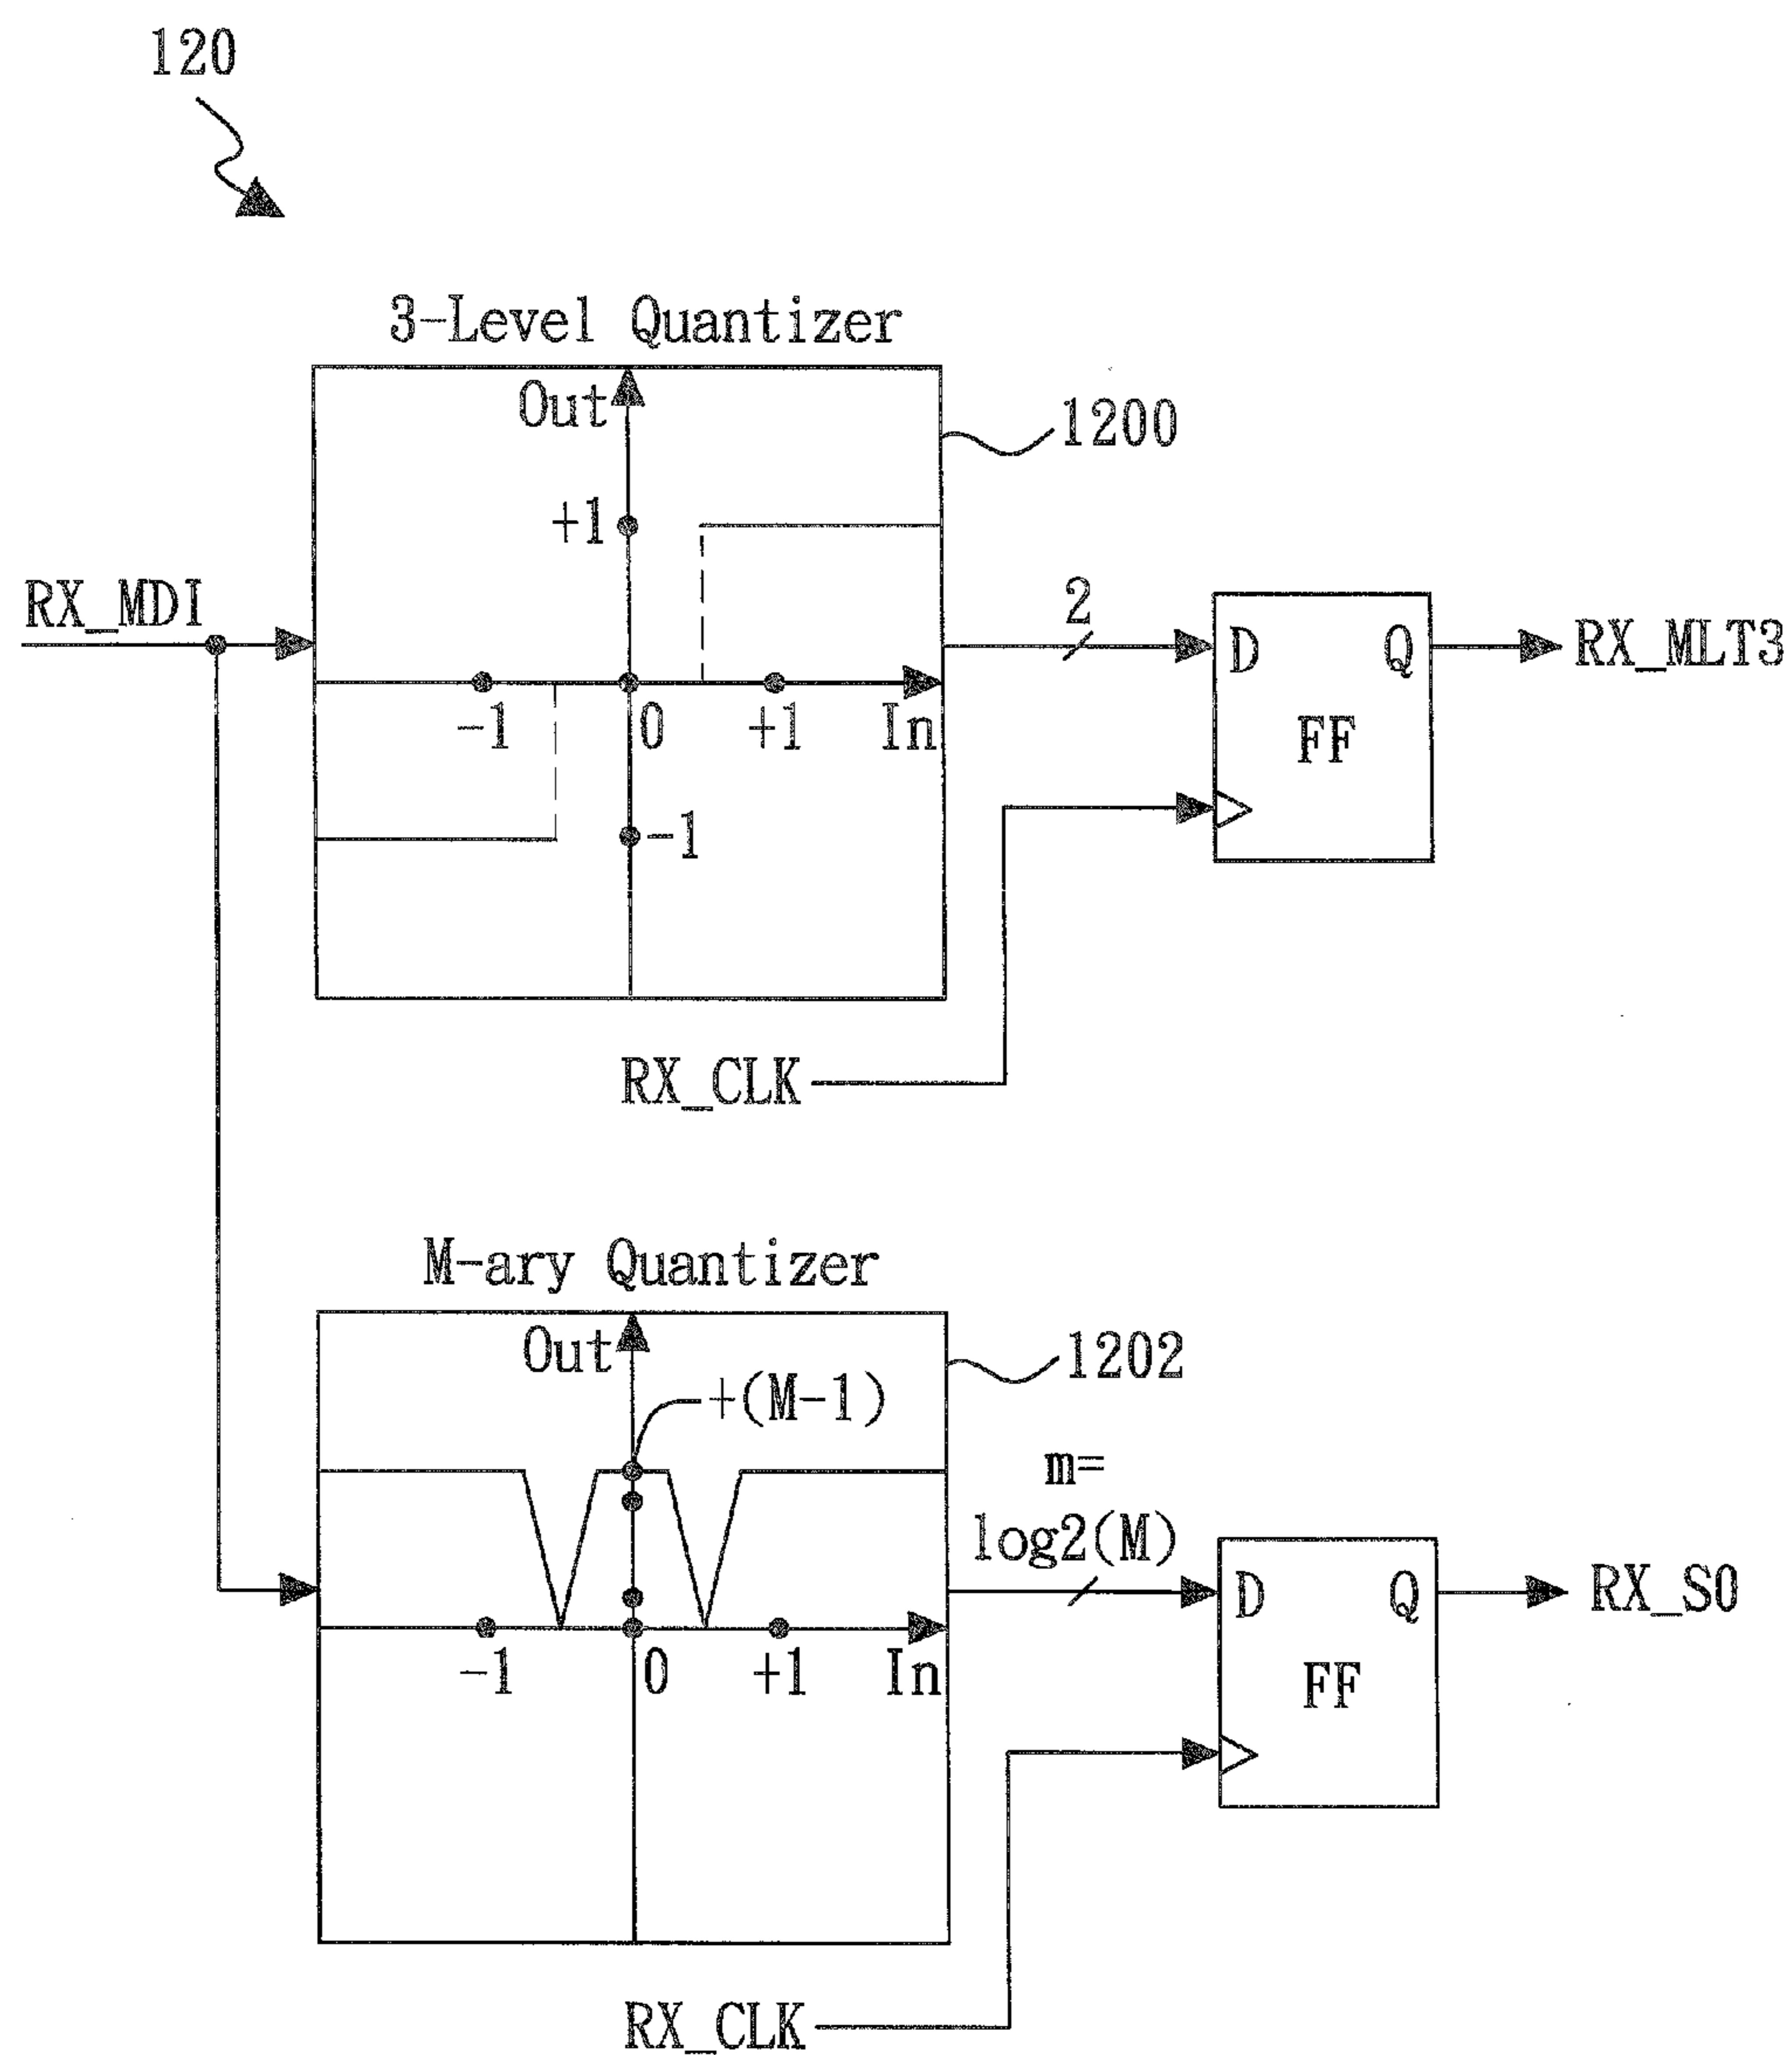 120
3-Level Quantizer
Out
1200
+1
RX_MDI
2
D
Q
RX_MLT3
FF
-1
0
+1
In
-1
RX_CLK
M-ary Quantizer
Out
1202
+(M-1)
m=
log2(M)
D
Q
RX_S0
FF
-1
0
+1
In
RX_CLK